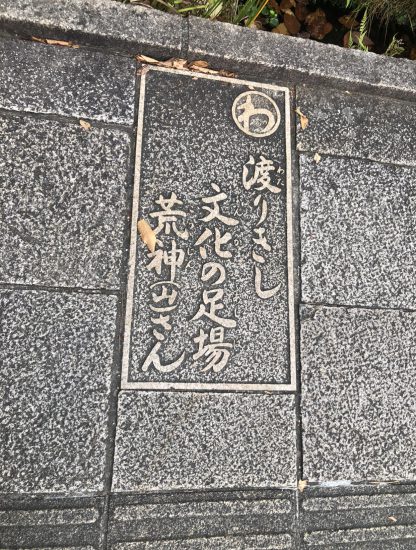 わ
渡りきし
文化の足場
荒神(山)さん